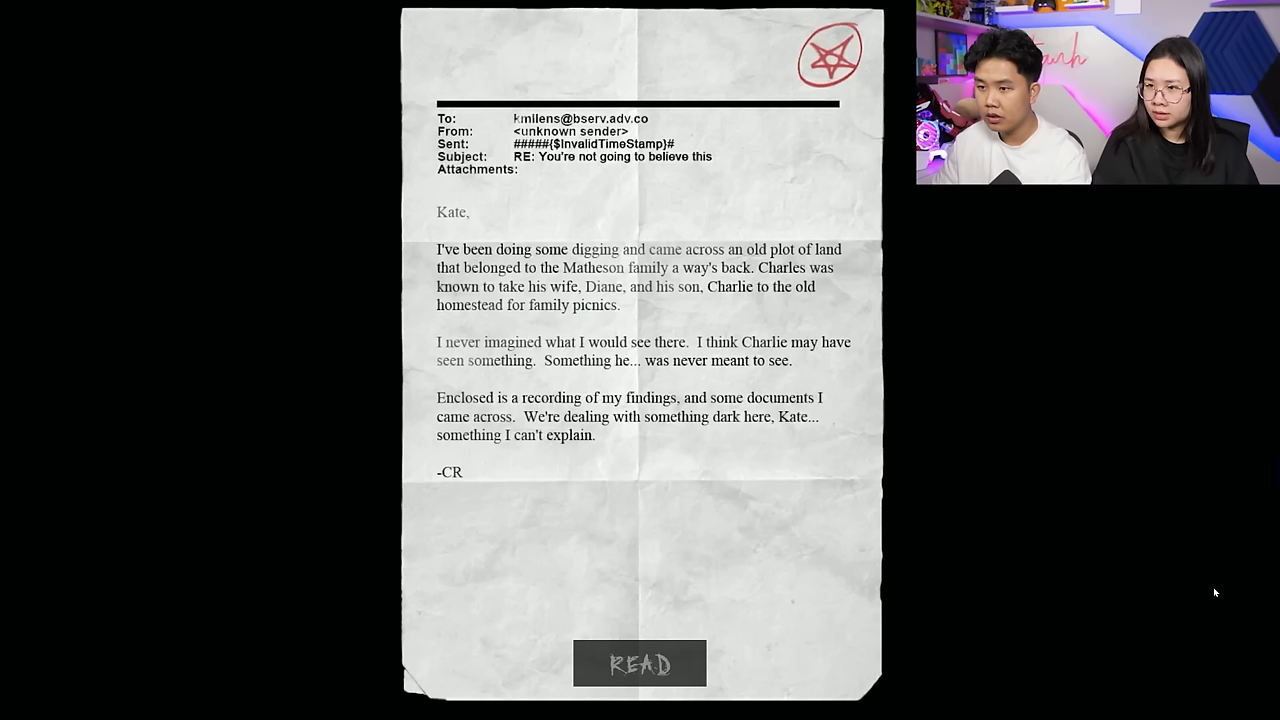 To: kmilens@bserv.adv.co
From: <unknown sender>
Sent: #####{$InvalidTimeStamp}#
Subject: RE: You're not going to believe this
Attachments:
Kate,
I've been doing some digging and came across an old plot of land
that belonged to the Matheson family a way's back. Charles was
known to take his wife, Diane, and his son, Charlie to the old
homestead for family picnics.
I never imagined what I would see there.  I think Charlie may have
seen something.  Something he... was never meant to see.
Enclosed is a recording of my findings, and some documents I
came across.  We're dealing with something dark here, Kate...
something I can't explain.
-CR
READ